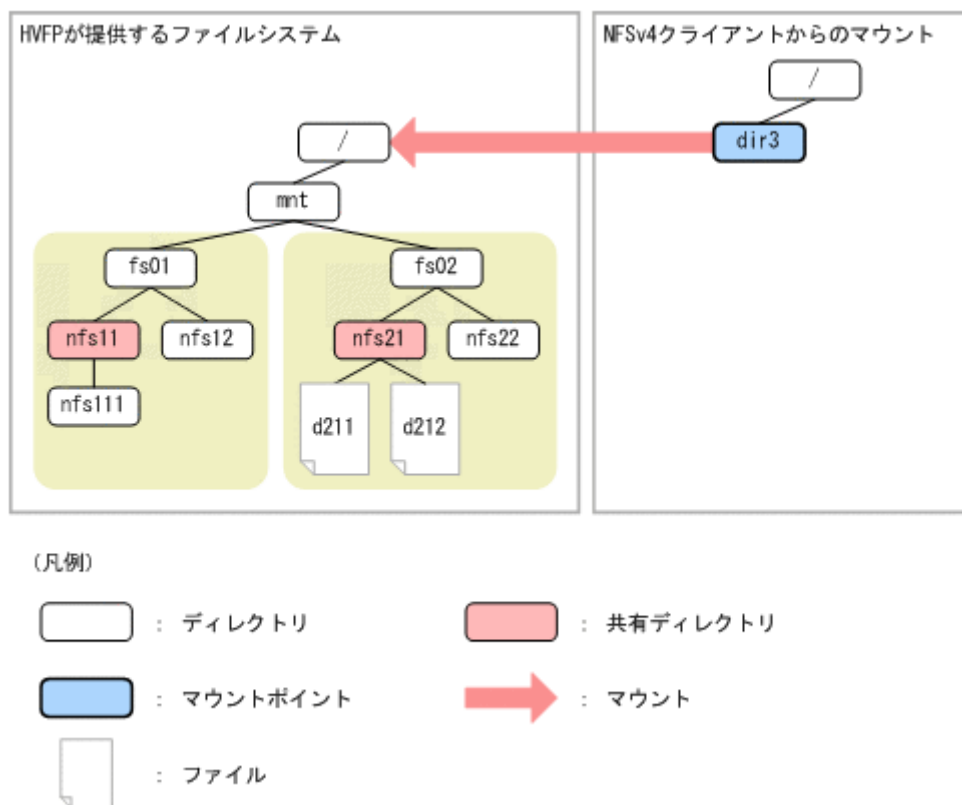 HVFPが提供するファイルシステム
NFSv4クライアントからのマウント
/
/
dir3
mnt
fs01
fs02
nfs11
nfs12
nfs21
nfs22
nfs111
d211
d212
(凡例)
: ディレクトリ
: 共有ディレクトリ
: マウントポイント
: マウント
: ファイル